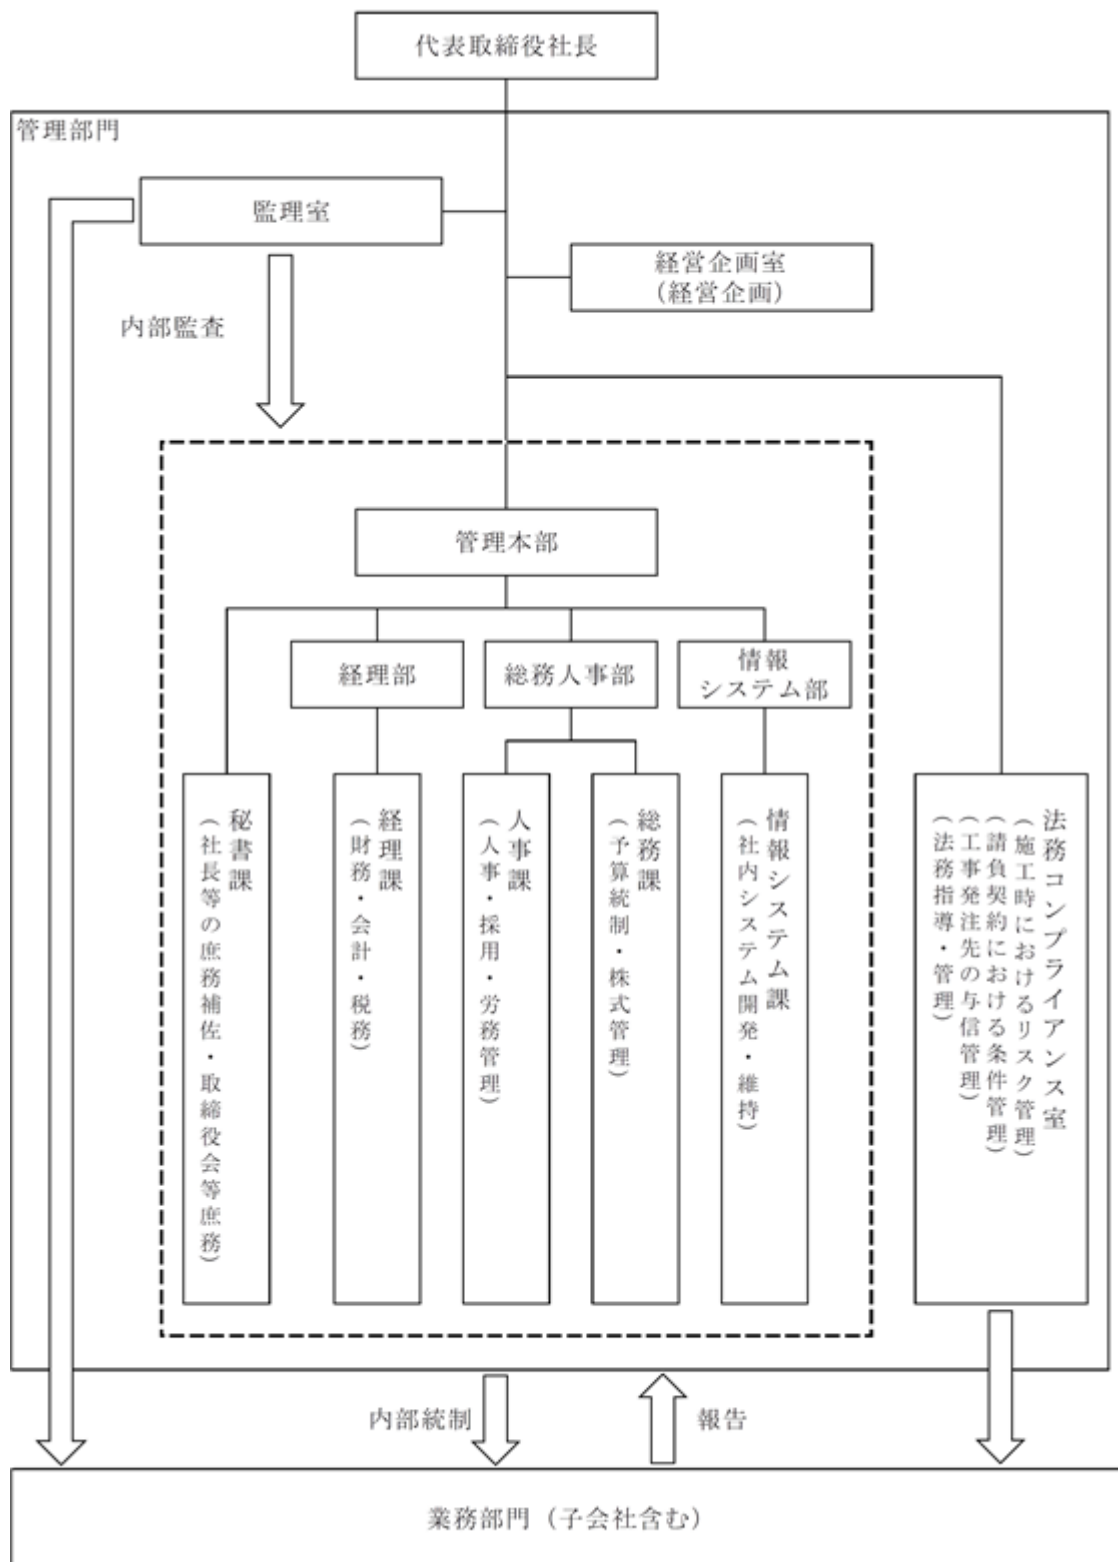 代表取締役社長
管理部門
監理室
経営企画室
(経営企画)
内部監査
管理本部
経理部
総務人事部
情報
システム部
秘書課
(社長等の庶務補佐・取締役会等庶務)
経理課
(財務・会計・税務)
人事課
(人事・採用・労務管理)
総務課
(予算統制・株式管理)
情報システム課
(社内システム開発・維持)
法務コンプライアンス室
(施工時におけるリスク管理)
(請負契約における条件管理)
(工事発注先の与信管理)
(法務指導・管理)
内部統制
報告
業務部門(子会社含む)